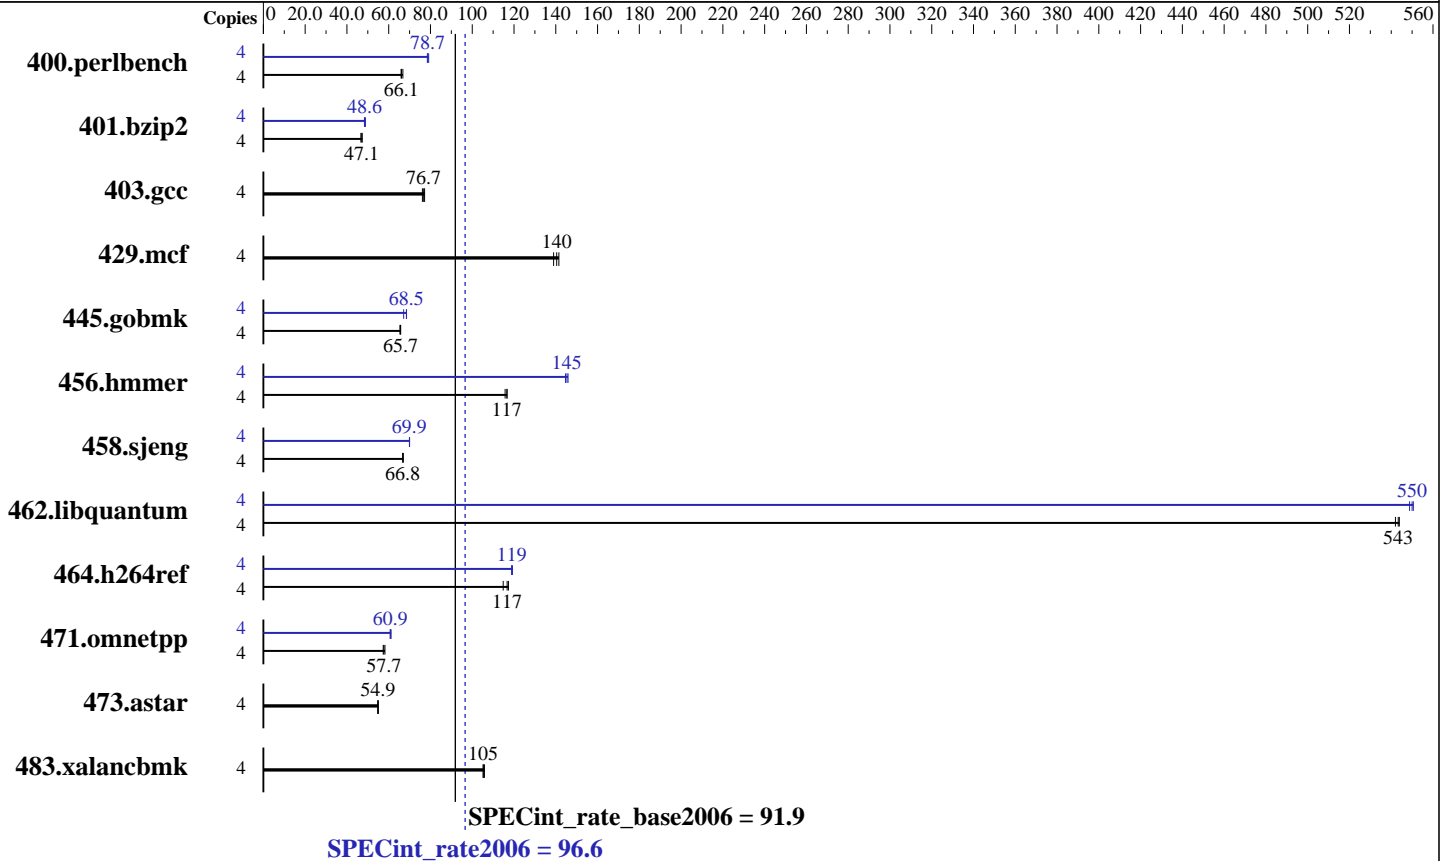 Copies 0 20.0 40.0 60.0 80.0 100 120 140 160 180 200 220 240 260 280 300 320 340 360 380 400 420 440 460 480 500 520 560
400.perlbench 4 78.7
4 66.1
401.bzip2 4 48.6
4 47.1
403.gcc 4 76.7
429.mcf 4 140
445.gobmk 4 68.5
4 65.7
456.hmmer 4 145
4 117
458.sjeng 4 69.9
4 66.8
462.libquantum 4 550
4 543
464.h264ref 4 119
4 117
471.omnetpp 4 60.9
4 57.7
473.astar 4 54.9
483.xalancbmk 4 105
SPECint_rate_base2006 = 91.9
SPECint_rate2006 = 96.6